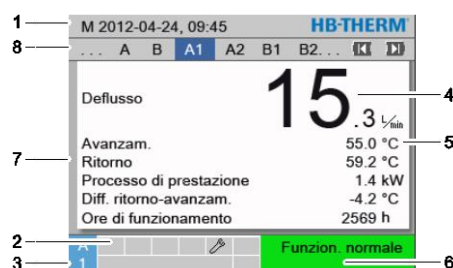 1 M 2012-04-24, 09:45 HB-THERM
8 ... A B A1 A2 B1 B2...
Deflusso 15.3 L/min 4
Avanzam. 55.0 °C 5
7 Ritorno 59.2 °C
Processo di prestazione 1.4 kW
Diff. ritorno-avanzam. -4.2 °C
Ore di funzionamento 2569 h
2 A Funzion. normale
3 1 6